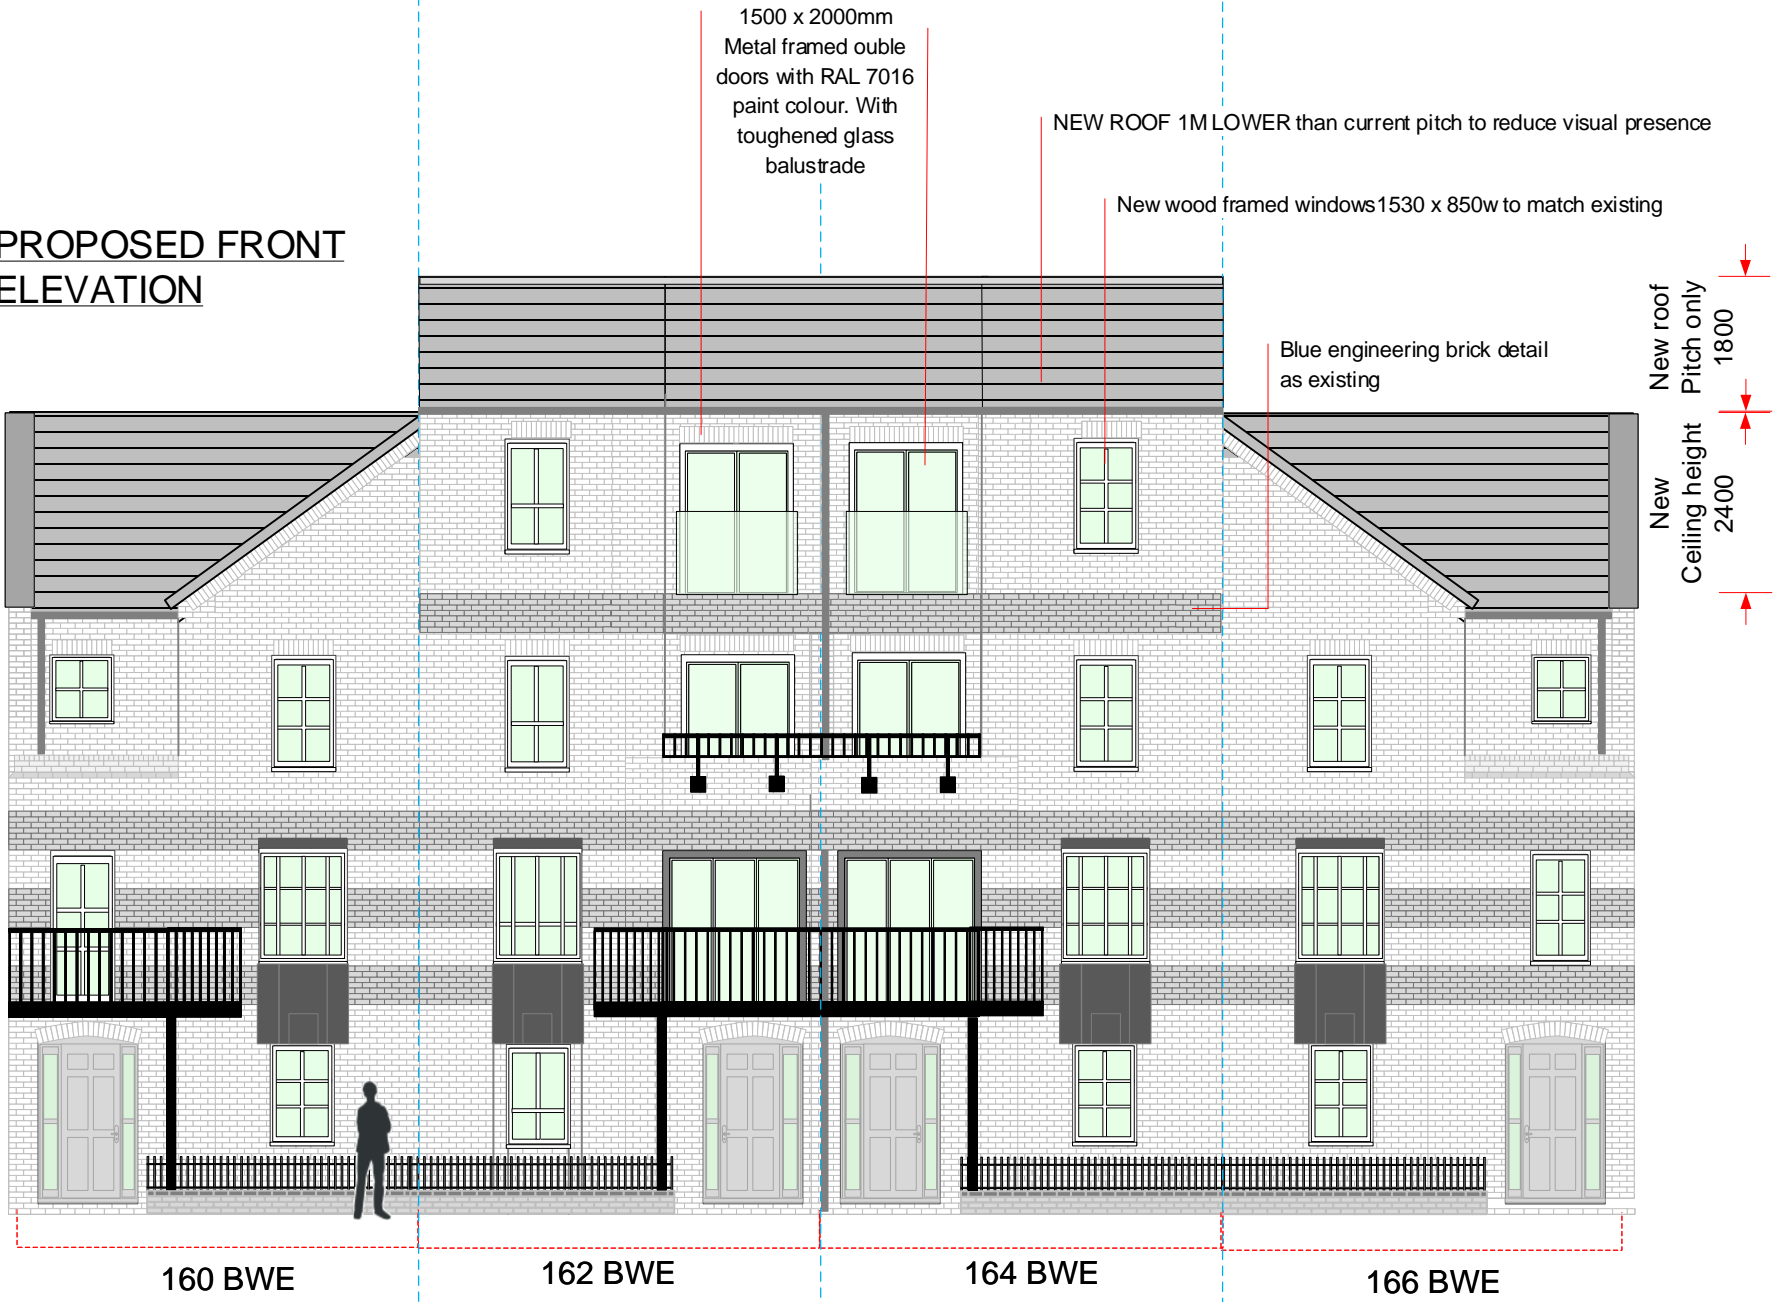 1500 x 2000mm
Metal framed ouble
doors with RAL 7016
paint colour. With
toughened glass
balustrade
NEW ROOF 1M LOWER than current pitch to reduce visual presence
New wood framed windows 1530 x 850w to match existing
PROPOSED FRONT
ELEVATION
Blue engineering brick detail
as existing
New roof
Pitch only
1800
New
Ceiling height
2400
160 BWE
162 BWE
164 BWE
166 BWE